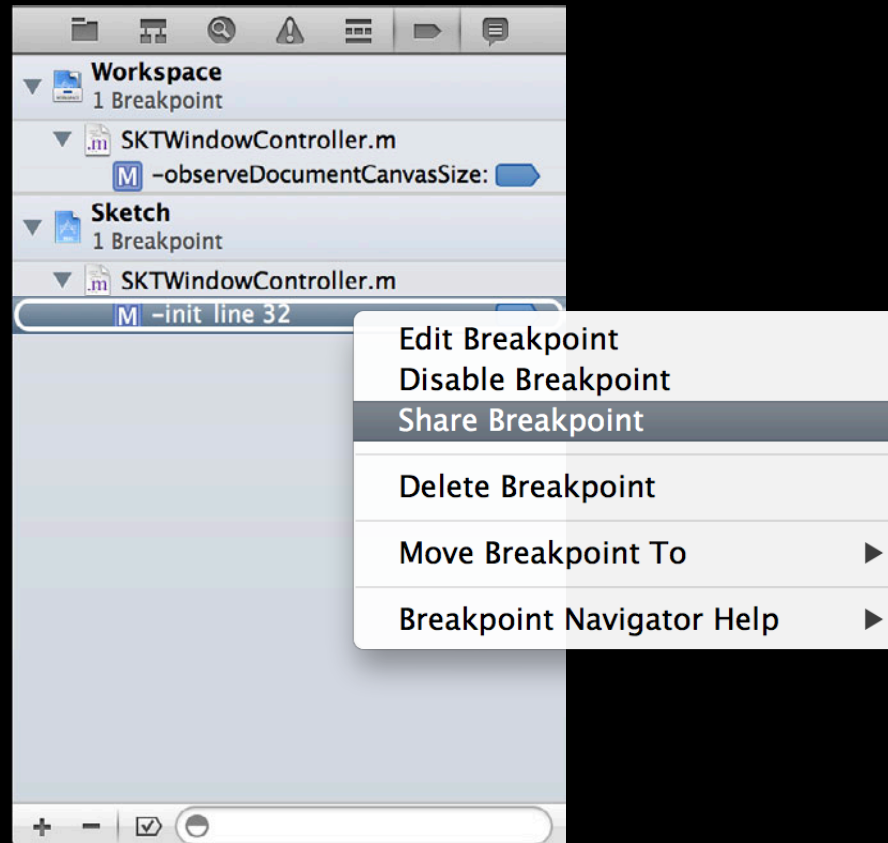 Workspace
1 Breakpoint
.m SKTWindowController.m
M -observeDocumentCanvasSize:
Sketch
1 Breakpoint
.m SKTWindowController.m
M -init line 32
Edit Breakpoint
Disable Breakpoint
Share Breakpoint
Delete Breakpoint
Move Breakpoint To
Breakpoint Navigator Help